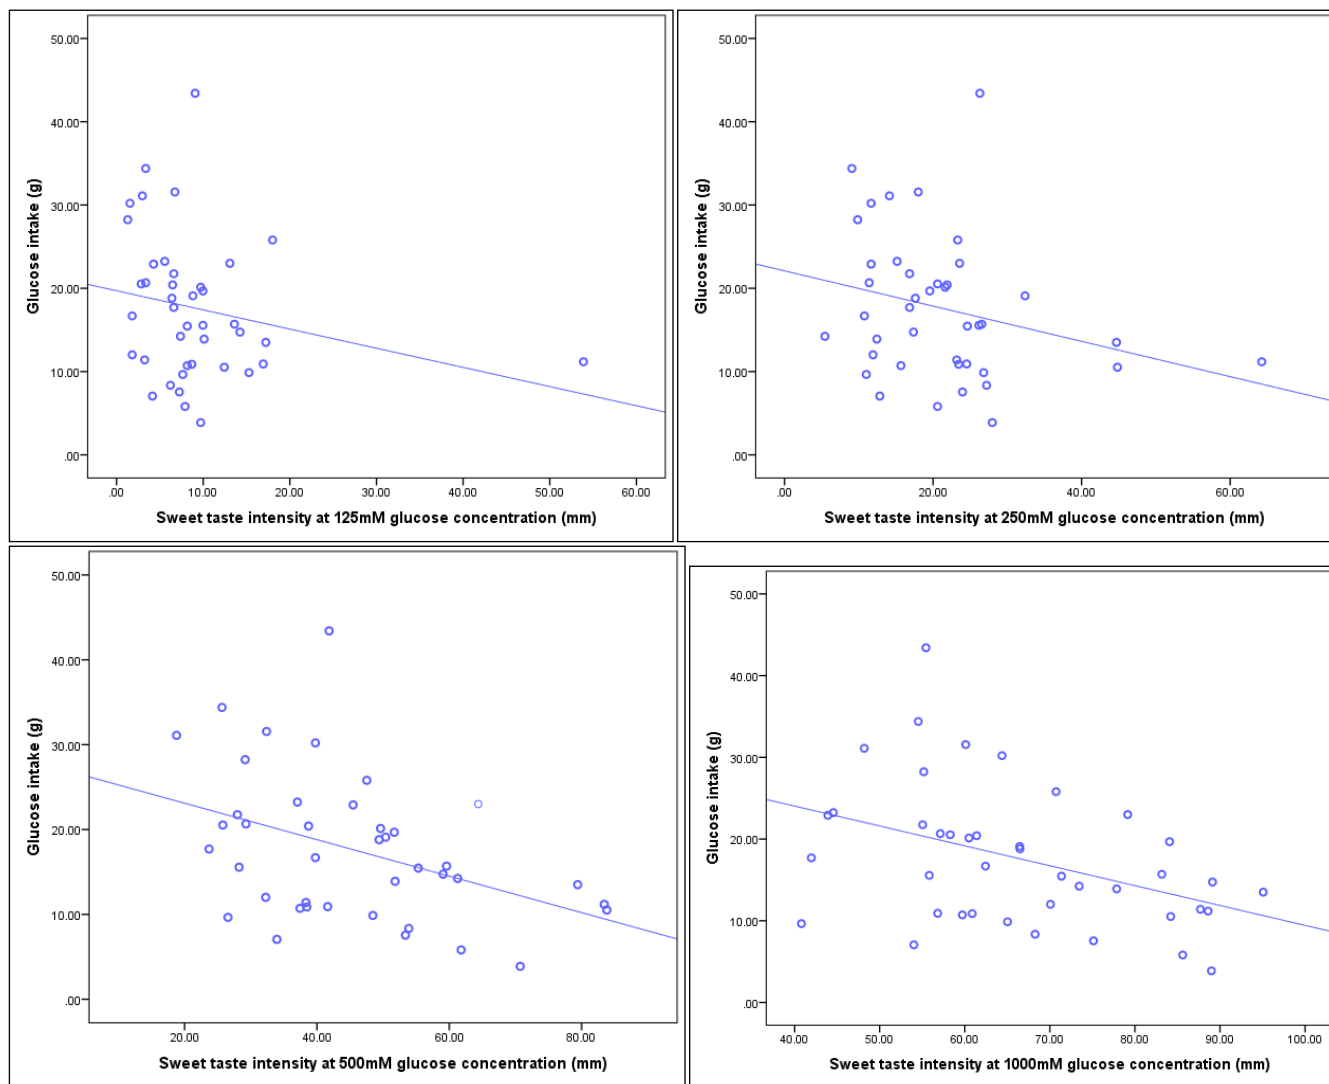 50.00
40.00
30.00
20.00
10.00
.00
Glucose intake (g)
.00 10.00 20.00 30.00 40.00 50.00 60.00
Sweet taste intensity at 125mM glucose concentration (mm)
50.00
40.00
30.00
20.00
10.00
.00
Glucose intake (g)
.00 20.00 40.00 60.00
Sweet taste intensity at 250mM glucose concentration (mm)
50.00
40.00
30.00
20.00
10.00
.00
Glucose intake (g)
20.00 40.00 60.00 80.00
Sweet taste intensity at 500mM glucose concentration (mm)
50.00
40.00
30.00
20.00
10.00
.00
Glucose intake (g)
40.00 50.00 60.00 70.00 80.00 90.00 100.00
Sweet taste intensity at 1000mM glucose concentration (mm)